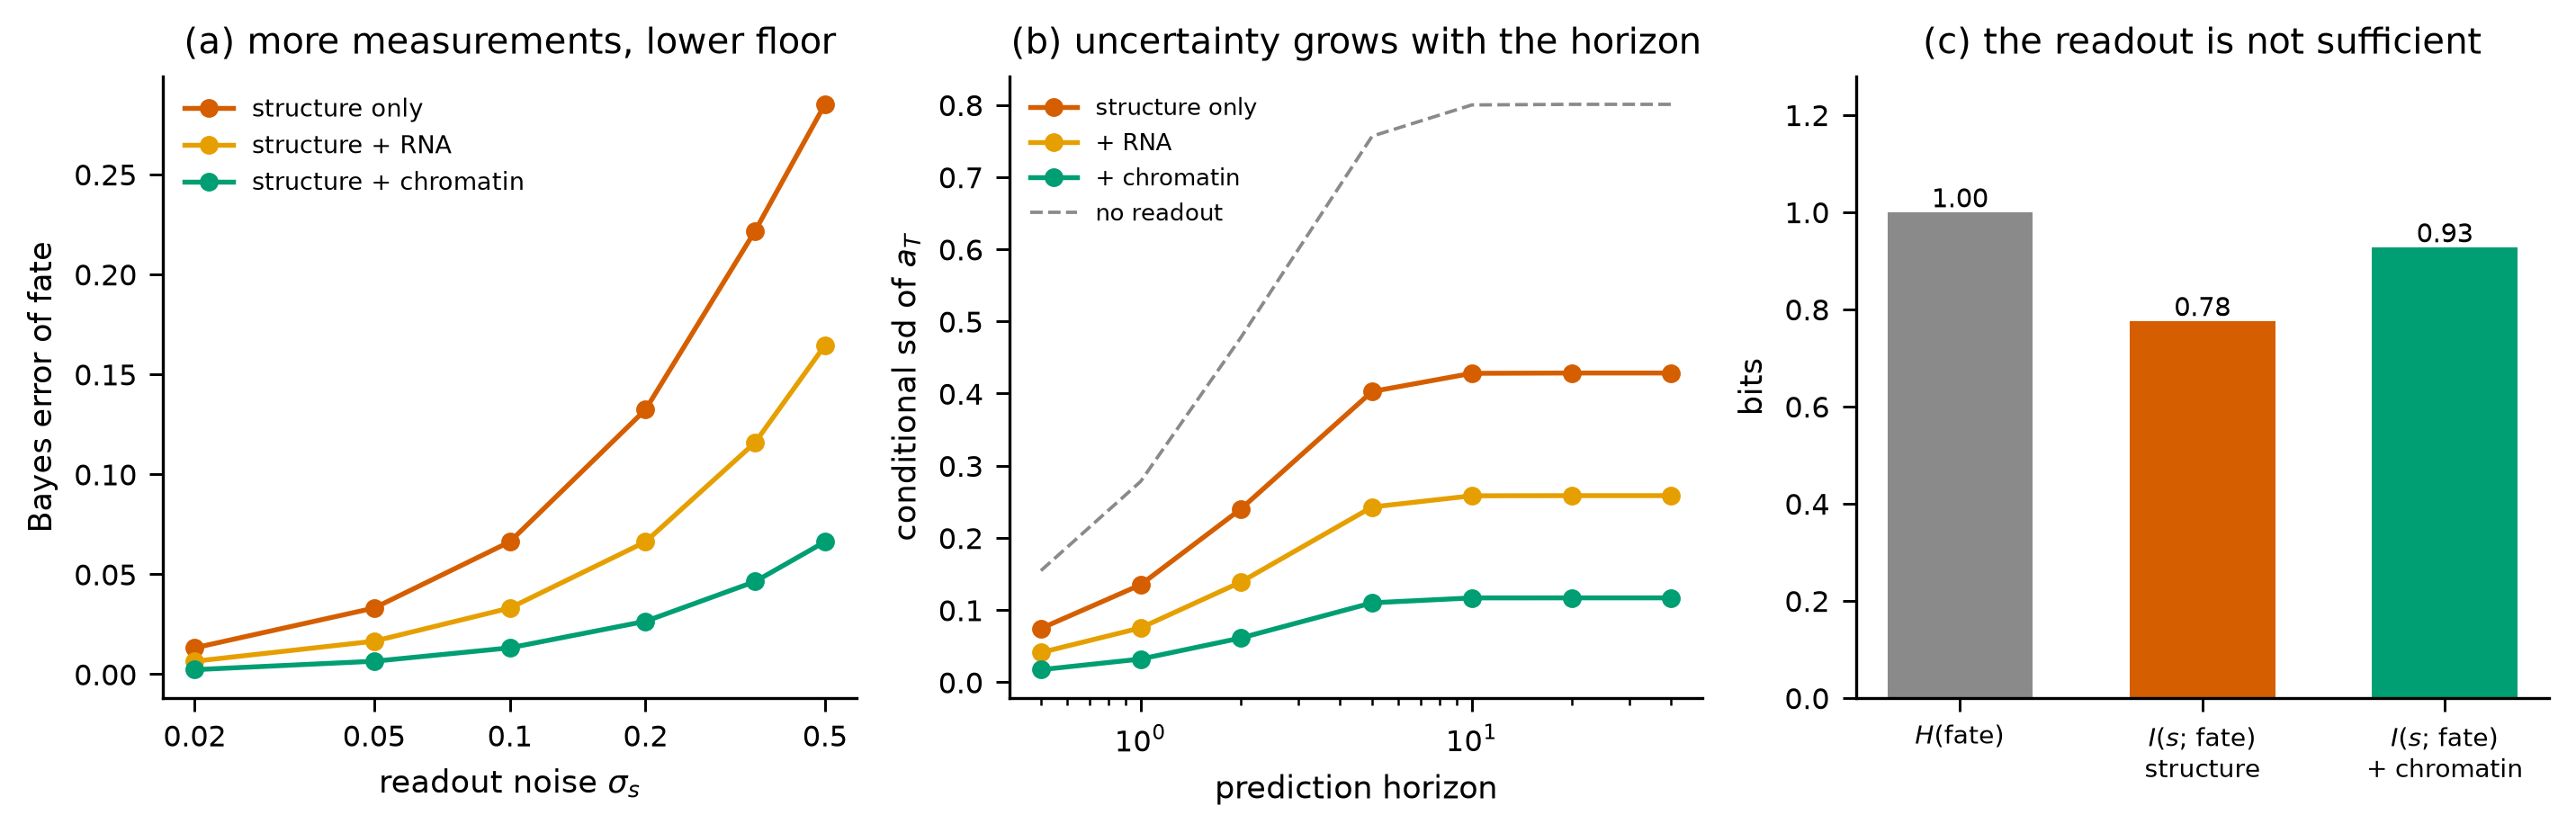 (a) more measurements, lower floor
structure only
structure + RNA
structure + chromatin
Bayes error of fate
0.25
0.20
0.15
0.10
0.05
0.00
0.02
0.05
0.1
0.2
0.5
readout noise σₛ
(b) uncertainty grows with the horizon
structure only
+ RNA
+ chromatin
no readout
conditional sd of a_T
0.8
0.7
0.6
0.5
0.4
0.3
0.2
0.1
0.0
10⁰
10¹
prediction horizon
(c) the readout is not sufficient
bits
1.2
1.0
0.8
0.6
0.4
0.2
0.0
1.00
0.78
0.93
H(fate)
I(s; fate)
structure
I(s; fate)
+ chromatin